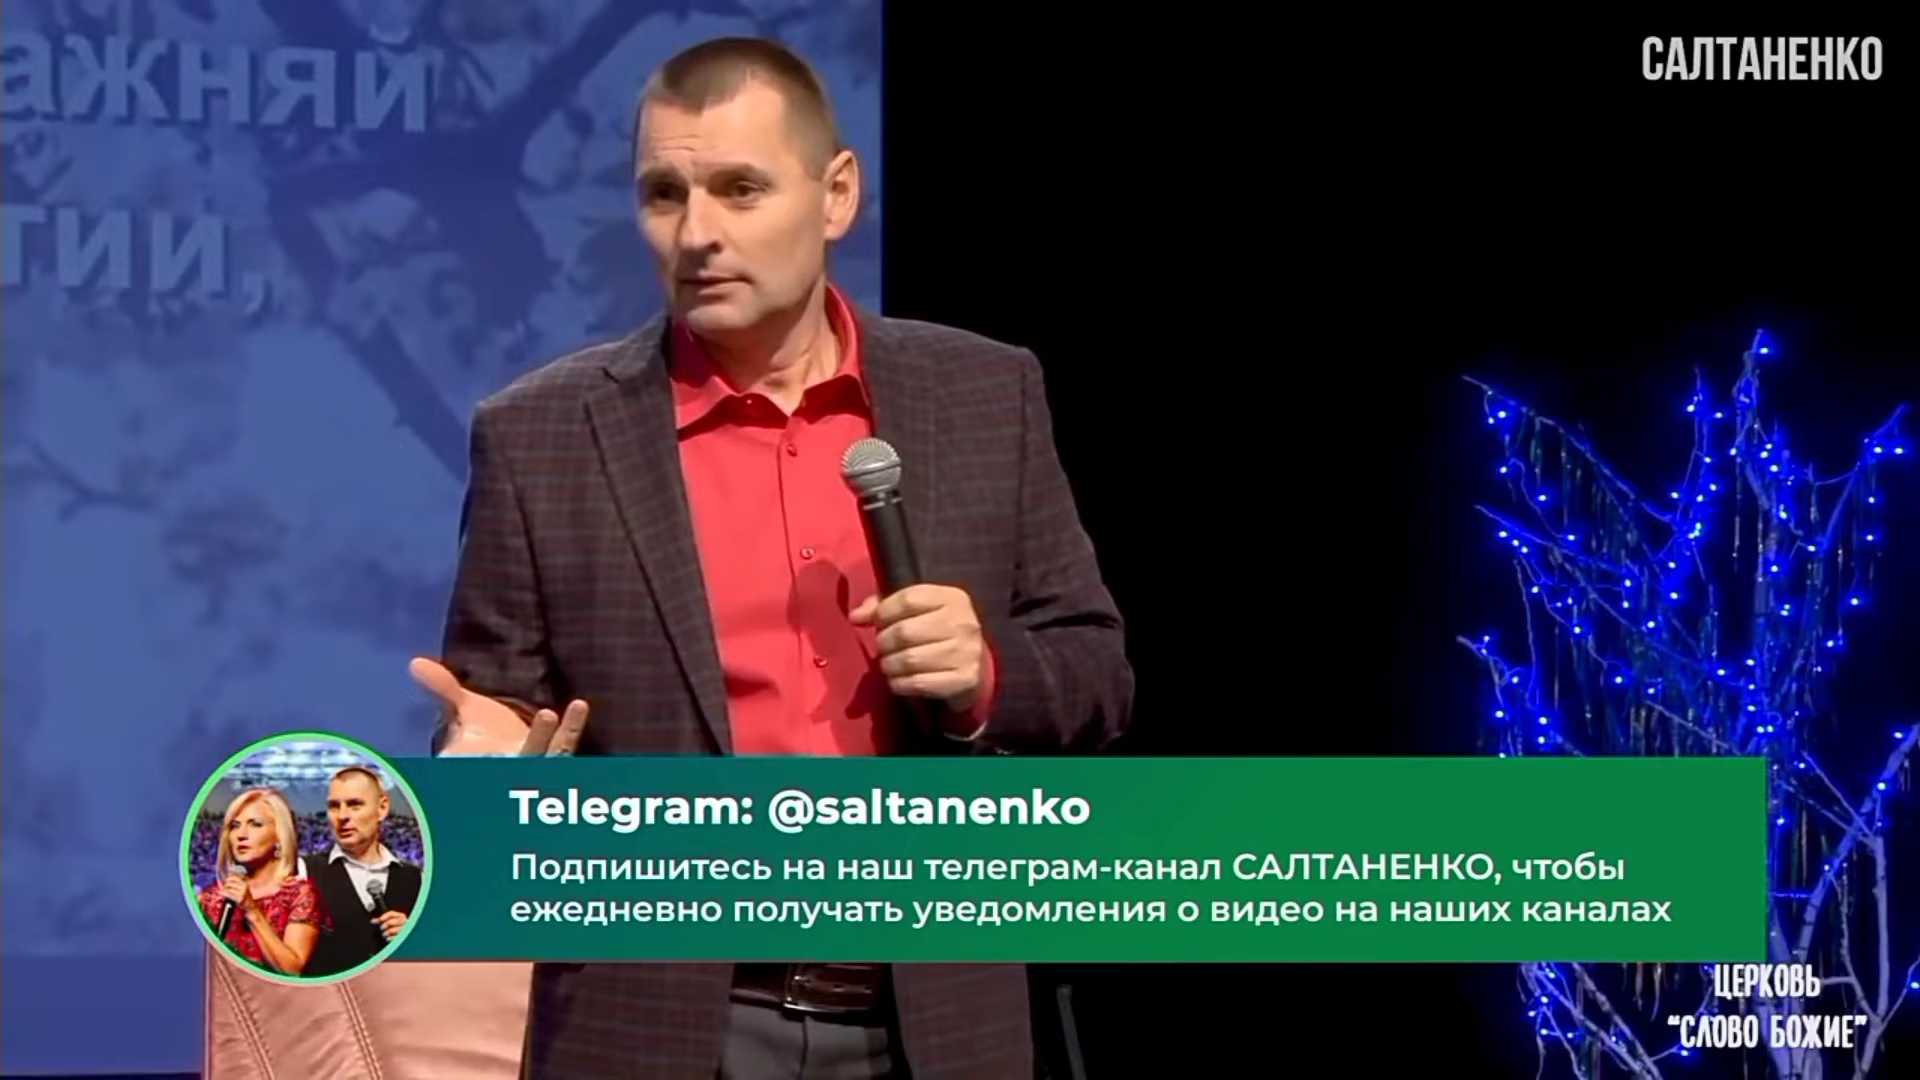 САЛТАНЕНКО
ажняй
тии,
Telegram: @saltanenko
Подпишитесь на наш телеграм-канал САЛТАНЕНКО, чтобы
ежедневно получать уведомления о видео на наших каналах
ЦЕРКОВЬ
“СЛОВО БОЖИЕ”